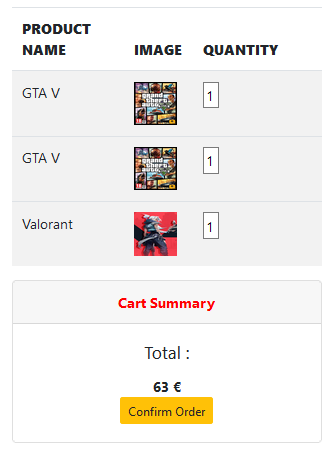 PRODUCT
NAME IMAGE QUANTITY
GTA V 1
GTA V 1
Valorant 1
Cart Summary
Total :
63 €
Confirm Order